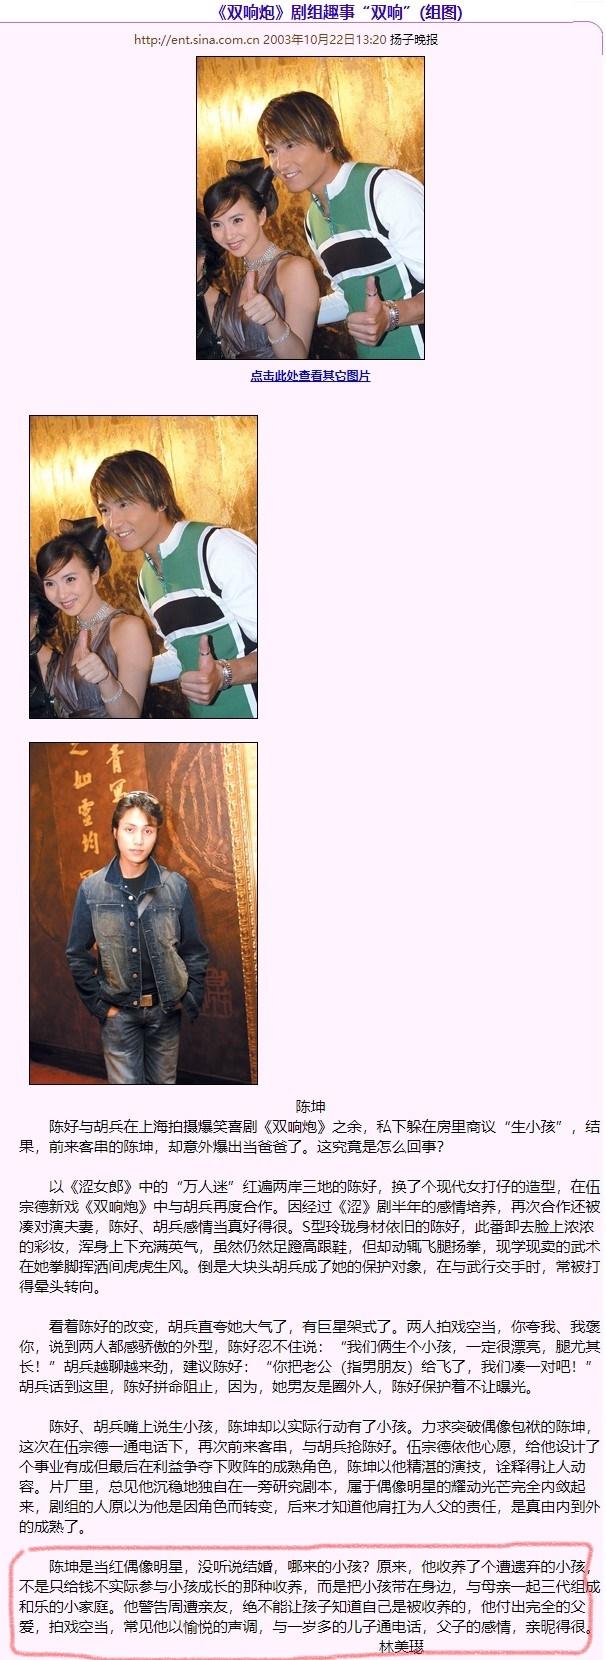 《双响炮》剧组趣事“双响”(组图)
http://ent.sina.com.cn 2003年10月22日13:20 扬子晚报
点击此处查看其它图片
陈坤
陈好与胡兵在上海拍摄爆笑喜剧《双响炮》之余，私下躲在房里商议“生小孩”，结
果，前来客串的陈坤，却意外爆出当爸爸了。这究竟是怎么回事？
以《涩女郎》中的“万人迷”红遍两岸三地的陈好，换了个现代女打仔的造型，在伍
宗德新戏《双响炮》中与胡兵再度合作。因经过《涩》剧半年的感情培养，再次合作还被
凑对演夫妻，陈好、胡兵感情当真好得很。S型玲珑身材依旧的陈好，此番卸去脸上浓浓
的彩妆，浑身上下充满英气，虽然仍然足蹬高跟鞋，但却动辄飞腿扬拳，现学现卖的武术
在她拳脚挥洒间虎虎生风。倒是大块头胡兵成了她的保护对象，在与武行交手时，常被打
得晕头转向。
看着陈好的改变，胡兵直夸她大气了，有巨星架式了。两人拍戏空当，你夸我、我褒
你，说到两人都感骄傲的外型，陈好忍不住说：“我们俩生个小孩，一定很漂亮，腿尤其
长！”胡兵越聊越来劲，建议陈好：“你把老公（指男朋友）给飞了，我们凑一对吧！”
胡兵话到这里，陈好拼命阻止，因为，她男友是圈外人，陈好保护着不让曝光。
陈好、胡兵嘴上说生小孩，陈坤却以实际行动有了小孩。力求突破偶像包袱的陈坤，
这次在伍宗德一通电话下，再次前来客串，与胡兵抢陈好。伍宗德依他心愿，给他设计了
个事业有成但最后在利益争夺下败阵的成熟角色，陈坤以他精湛的演技，诠释得让人动
容。片厂里，总见他沉稳地独自在一旁研究剧本，属于偶像明星的耀动光芒完全内敛起
来，剧组的人原以为他是因角色而转变，后来才知道他肩扛为人父的责任，是真由内到外
的成熟了。
陈坤是当红偶像明星，没听说结婚，哪来的小孩？原来，他收养了个遭遗弃的小孩，
不是只给钱不实际参与小孩成长的那种收养，而是把小孩带在身边，与母亲一起三代组成
和乐的小家庭。他警告周遭亲友，绝不能让孩子知道自己是被收养的，他付出完全的父
爱，拍戏空当，常见他以愉悦的声调，与一岁多的儿子通电话，父子的感情，亲昵得很。
林美璱